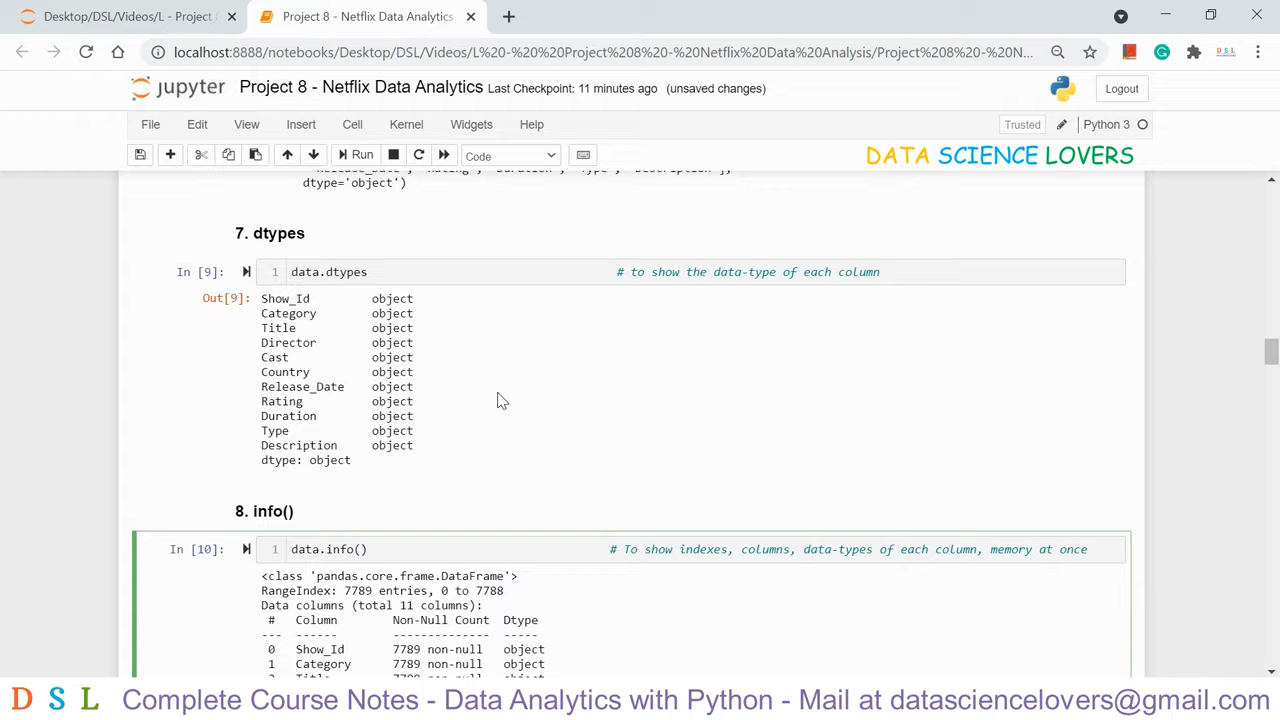 Desktop/DSL/Videos/L - Project
Project 8 - Netflix Data Analytics
localhost:8888/notebooks/Desktop/DSL/Videos/L%20-%20%20Project%208%20-%20Netflix%20Data%20Analysis/Project%208%20-%20N...
jupyter Project 8 - Netflix Data Analytics Last Checkpoint: 11 minutes ago (unsaved changes)
Logout
File Edit View Insert Cell Kernel Widgets Help
Trusted Python 3
Run Code
DATA SCIENCE LOVERS
'Release_Date', 'Rating', 'Duration', 'Type', 'Description'],
dtype='object')
7. dtypes
In [9]: 1 data.dtypes # to show the data-type of each column
Out[9]: Show_Id object
Category object
Title object
Director object
Cast object
Country object
Release_Date object
Rating object
Duration object
Type object
Description object
dtype: object
8. info()
In [10]: 1 data.info() # To show indexes, columns, data-types of each column, memory at once
<class 'pandas.core.frame.DataFrame'>
RangeIndex: 7789 entries, 0 to 7788
Data columns (total 11 columns):
# Column Non-Null Count Dtype
--- ------ -------------- -----
0 Show_Id 7789 non-null object
1 Category 7789 non-null object
DSL Complete Course Notes - Data Analytics with Python - Mail at datasciencelovers@gmail.com